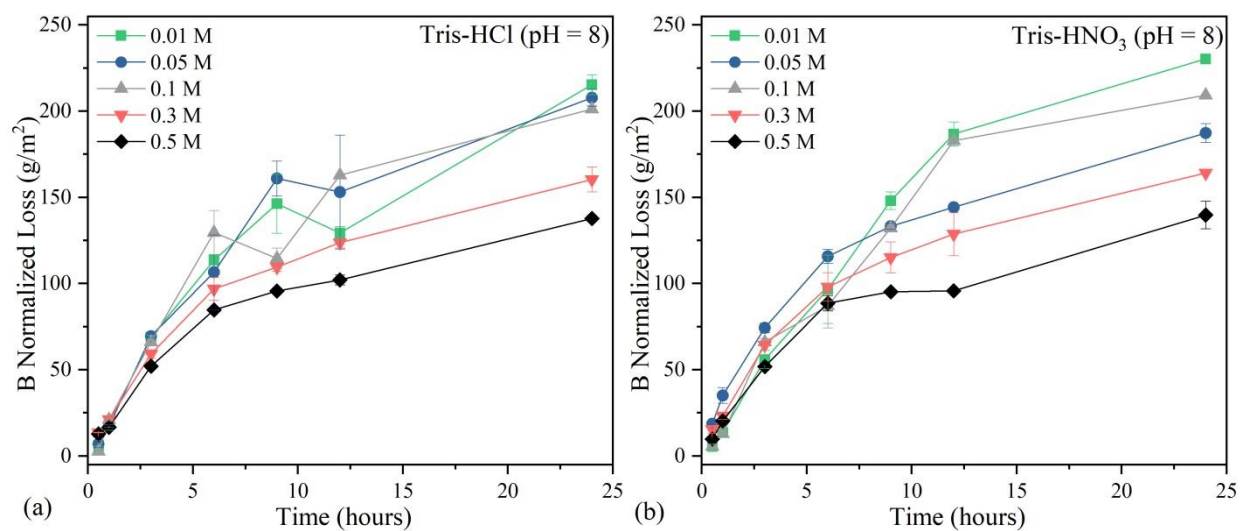 Tris-HCl (pH = 8)
0.01 M
0.05 M
0.1 M
0.3 M
0.5 M
B Normalized Loss (g/m²)
250
200
150
100
50
0
0
5
10
15
20
25
Time (hours)
(a)
Tris-HNO₃ (pH = 8)
0.01 M
0.05 M
0.1 M
0.3 M
0.5 M
B Normalized Loss (g/m²)
250
200
150
100
50
0
0
5
10
15
20
25
Time (hours)
(b)